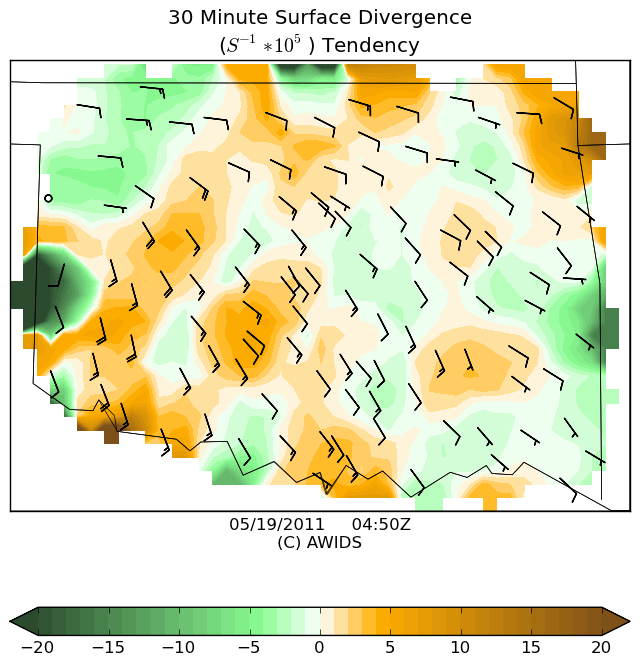 30 Minute Surface Divergence
(S⁻¹ * 10⁵ ) Tendency
05/19/2011 04:50Z
(C) AWIDS
−20 −15 −10 −5 0 5 10 15 20